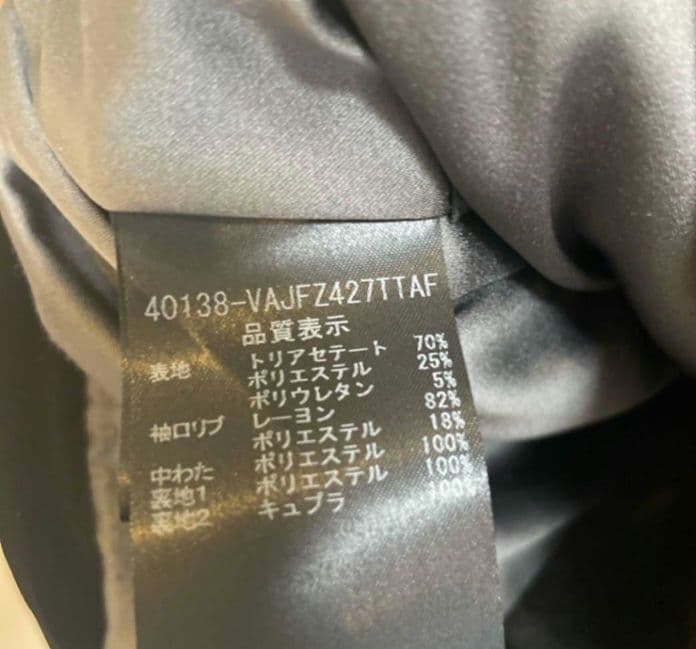 40138-VAJFZ427TTAF
品質表示
表地 トリアセテート 70%
ポリエステル 25%
ポリウレタン 5%
袖口リブ レーヨン 82%
ポリエステル 18%
中わた ポリエステル 100%
裏地1 ポリエステル 100%
裏地2 キュプラ 100%